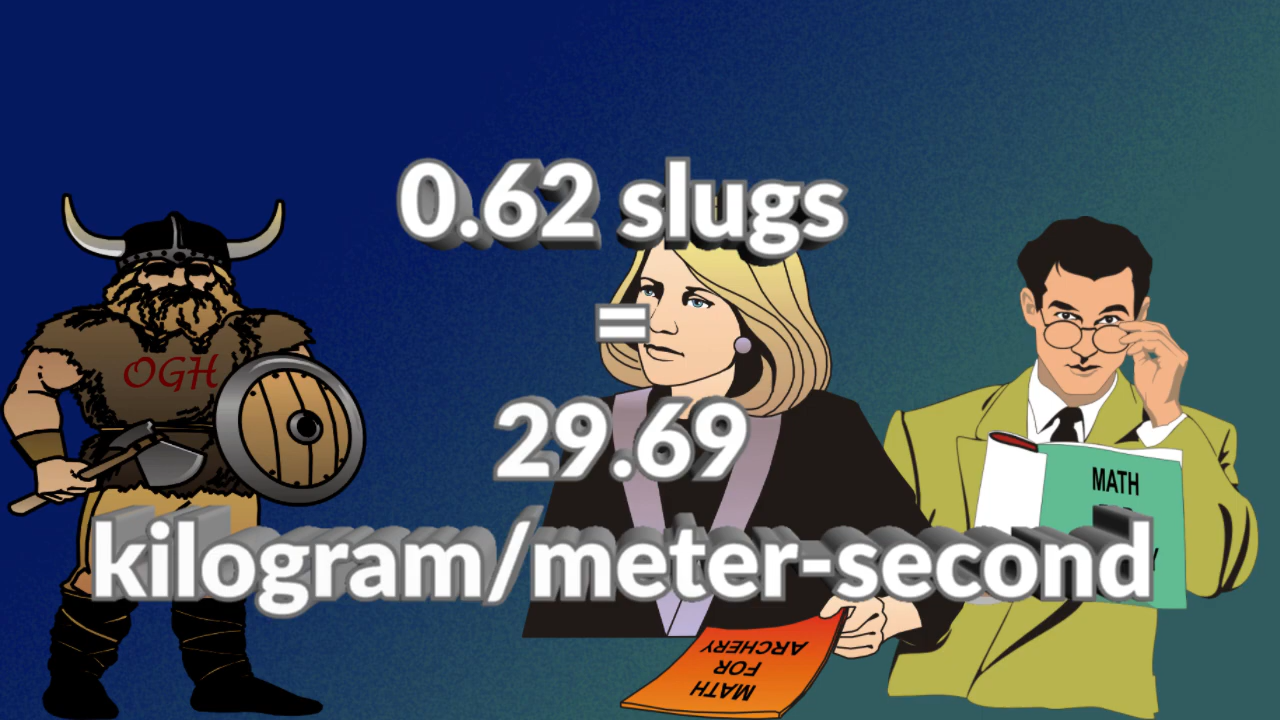 0.62 slugs
=
29.69
kilogram/meter-second
OGH
MATH
MATH
FOR
ARCHERY